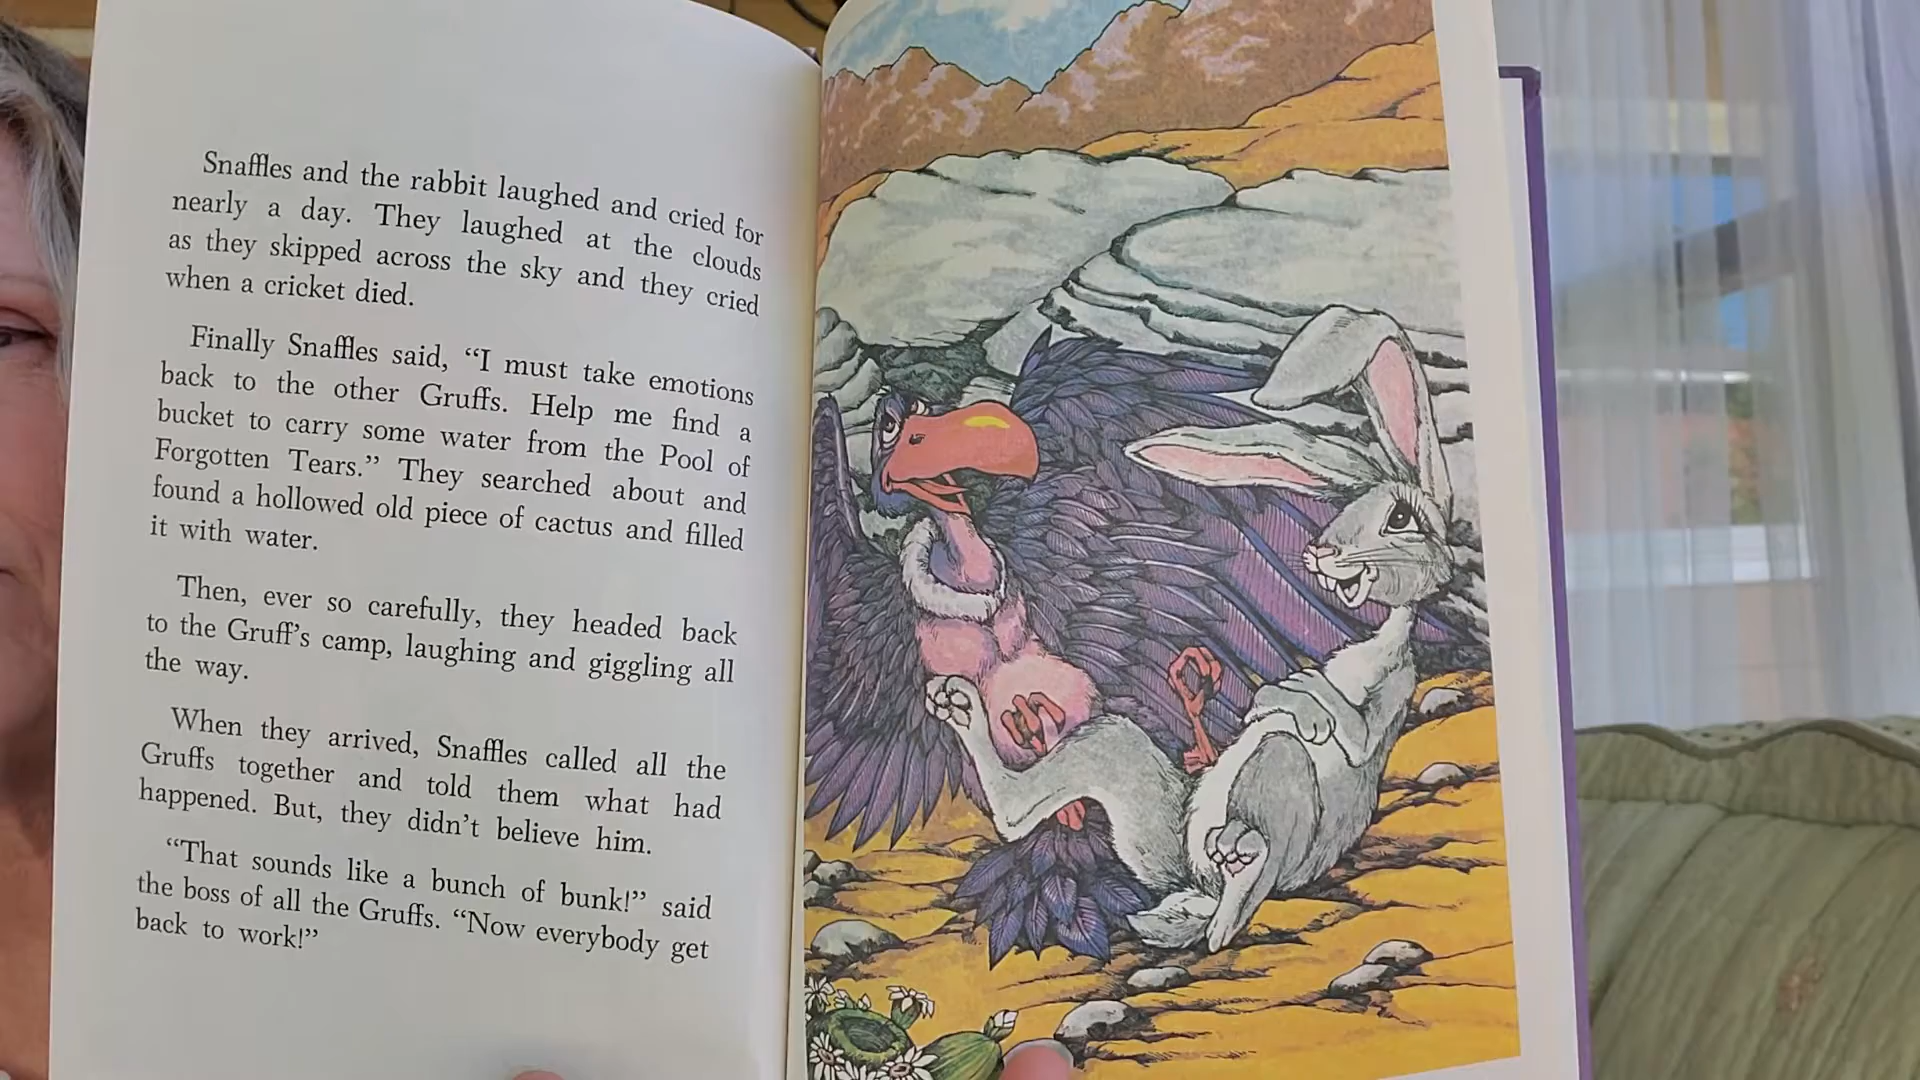 Snaffles and the rabbit laughed and cried for
nearly a day. They laughed at the clouds
as they skipped across the sky and they cried
when a cricket died.
Finally Snaffles said, “I must take emotions
back to the other Gruffs. Help me find a
bucket to carry some water from the Pool of
Forgotten Tears.” They searched about and
found a hollowed old piece of cactus and filled
it with water.
Then, ever so carefully, they headed back
to the Gruff’s camp, laughing and giggling all
the way.
When they arrived, Snaffles called all the
Gruffs together and told them what had
happened. But, they didn’t believe him.
“That sounds like a bunch of bunk!” said
the boss of all the Gruffs. “Now everybody get
back to work!”